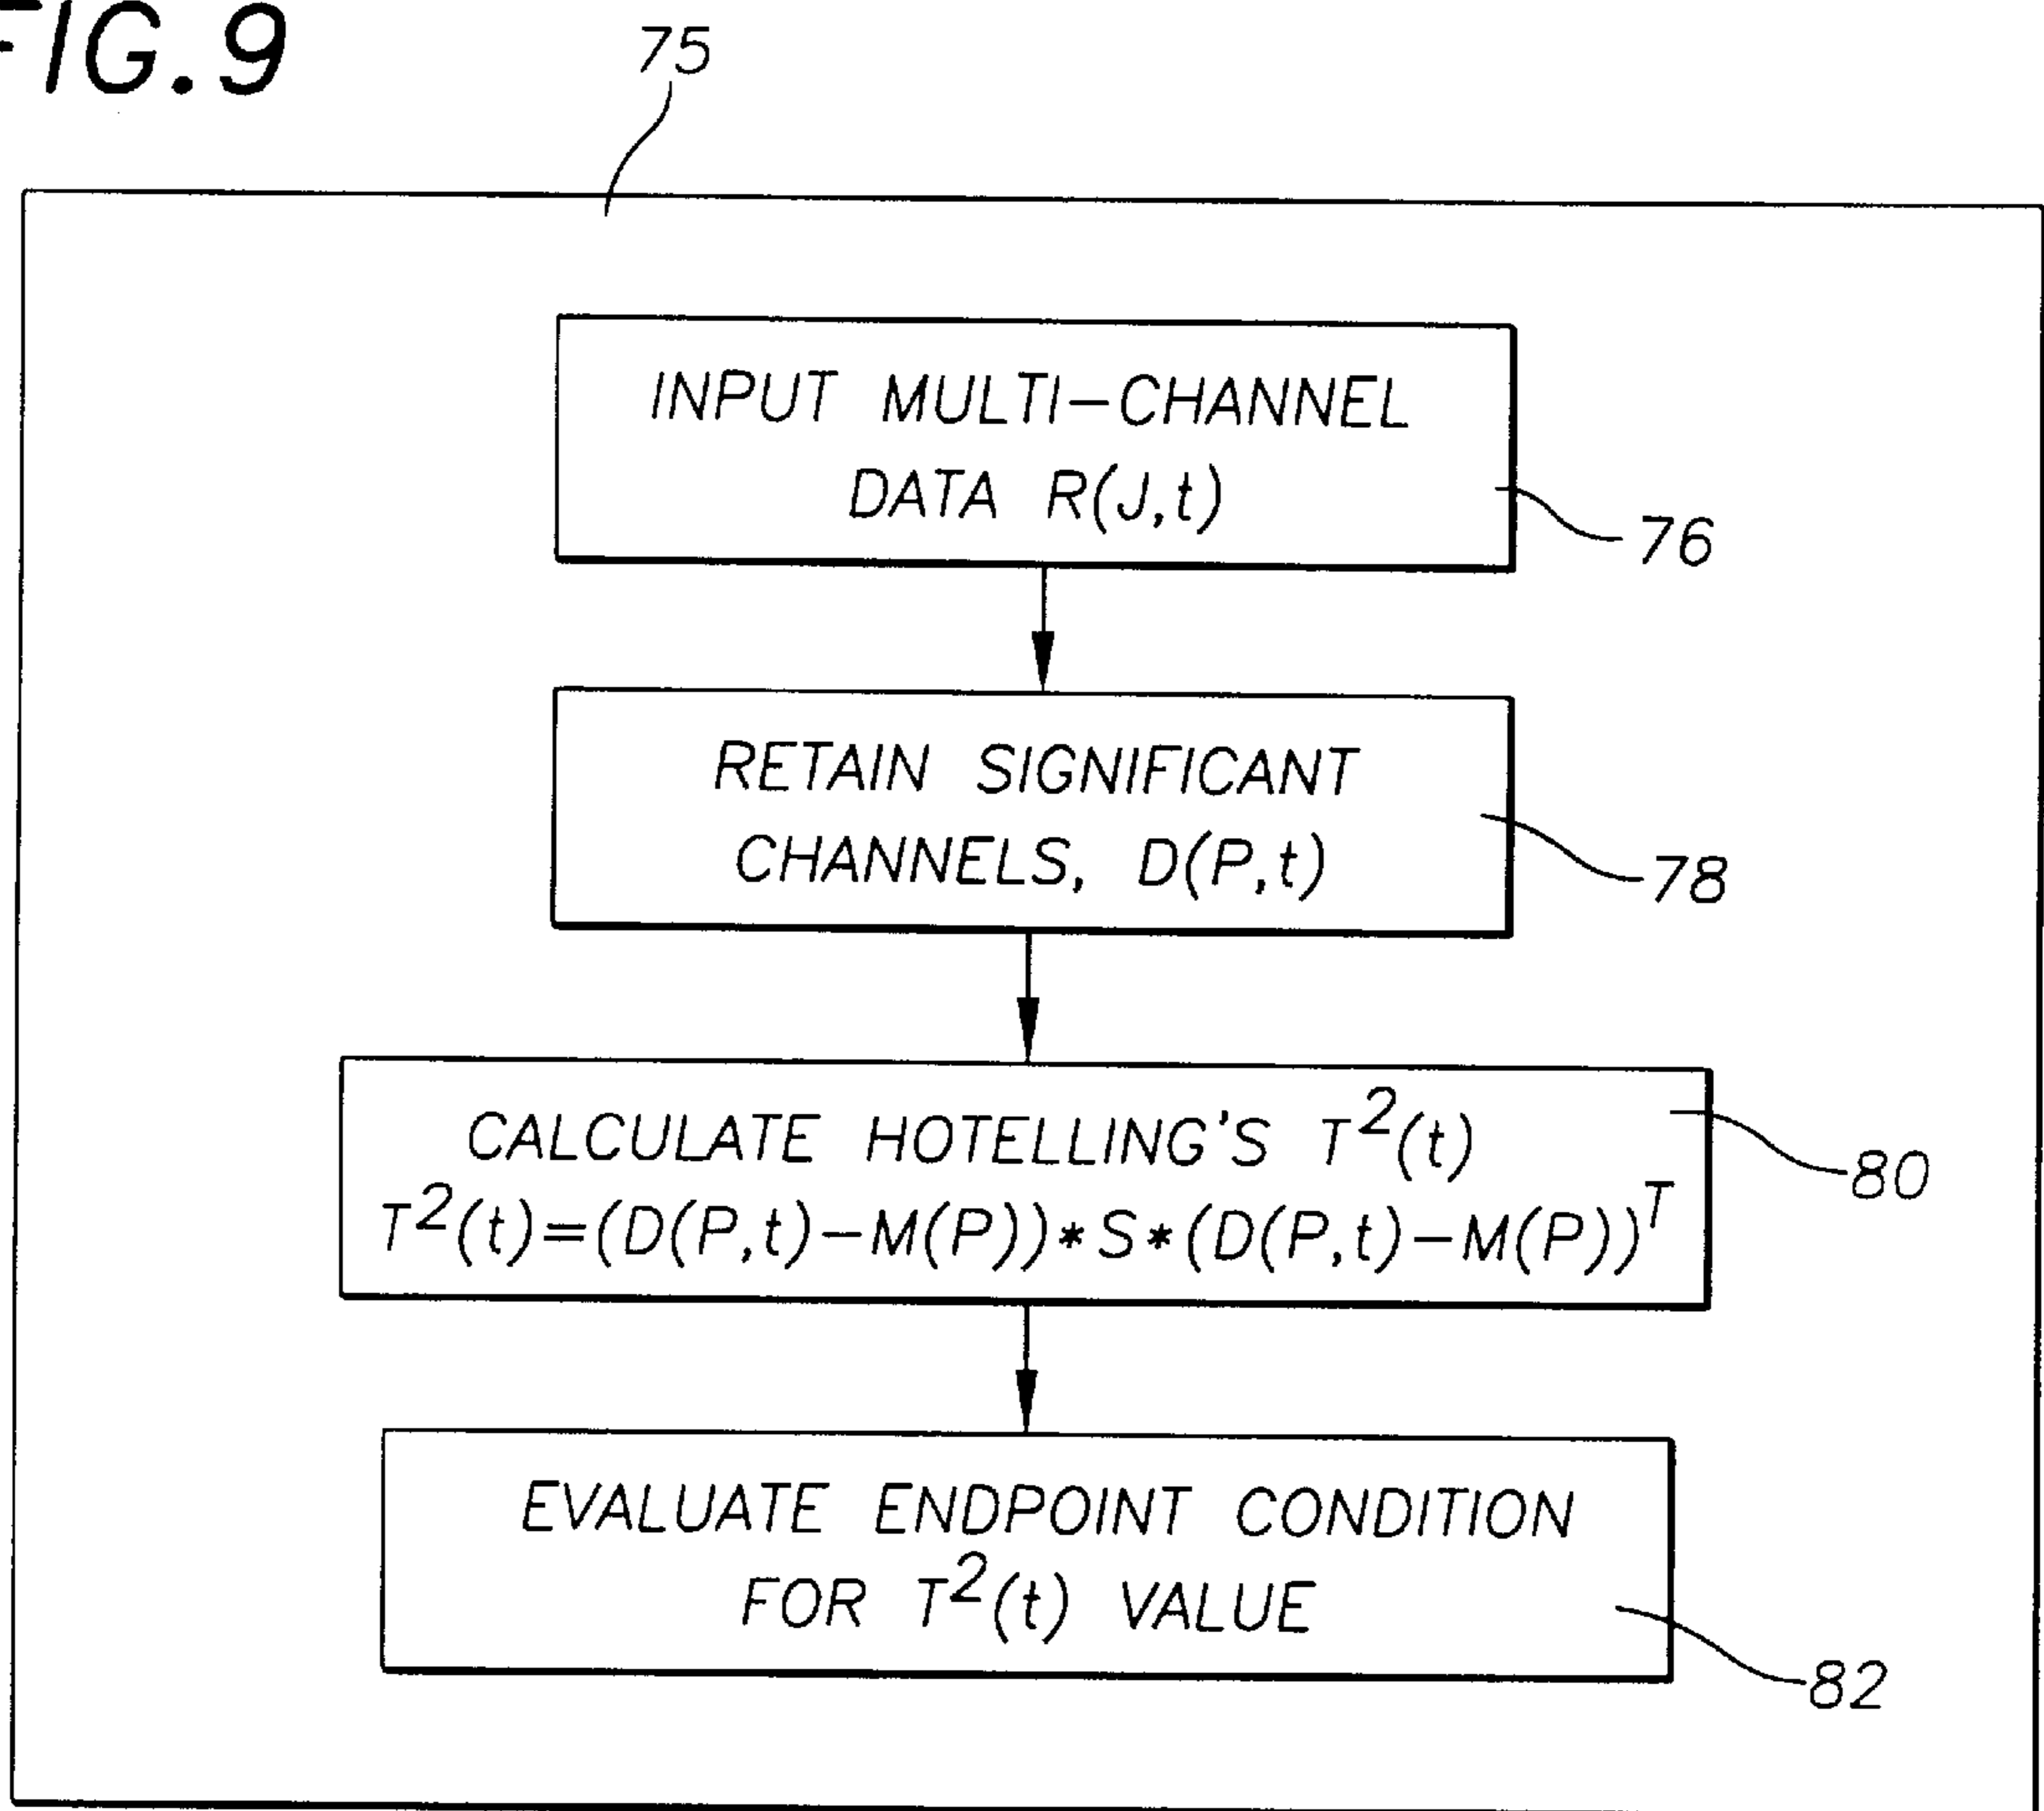 FIG. 9
75
INPUT MULTI-CHANNEL
DATA R(J,t)
76
RETAIN SIGNIFICANT
CHANNELS, D(P,t)
78
CALCULATE HOTELLING'S T²(t)
T²(t)=(D(P,t)-M(P))*S*(D(P,t)-M(P))ᵀ
80
EVALUATE ENDPOINT CONDITION
FOR T²(t) VALUE
82